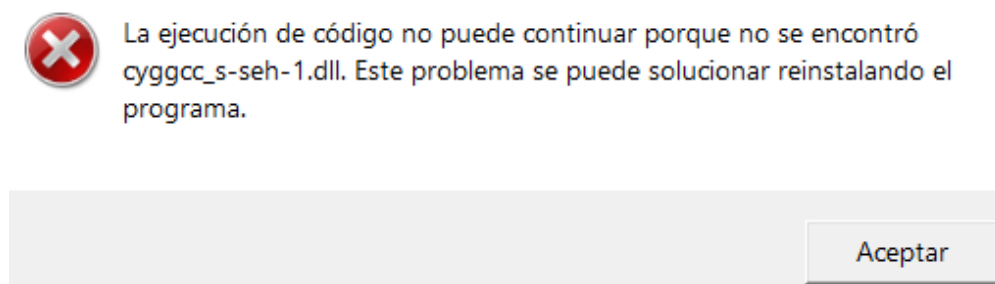 La ejecución de código no puede continuar porque no se encontró
cyggcc_s-seh-1.dll. Este problema se puede solucionar reinstalando el
programa.
Aceptar